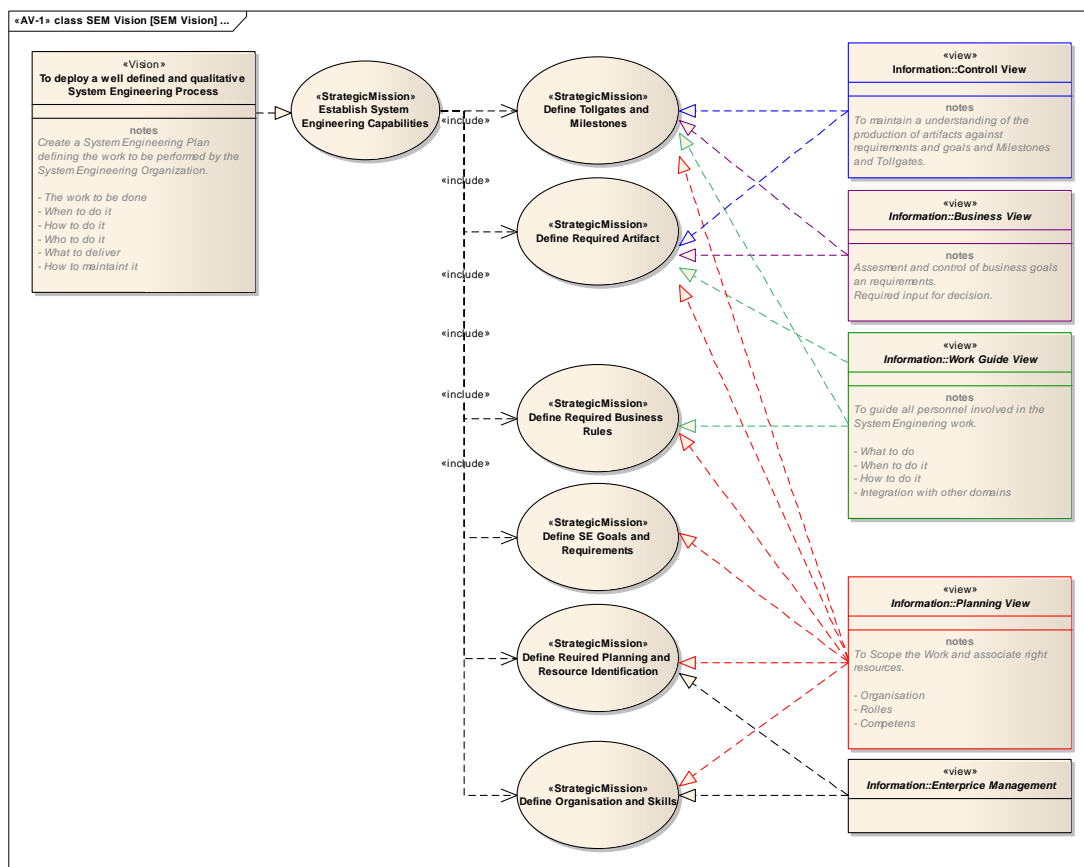 «AV-1» class SEM Vision [SEM Vision] ...
«Vision»
To deploy a well defined and qualitative
System Engineering Process
notes
Create a System Engineering Plan
defining the work to be performed by the
System Engineering Organization.
- The work to be done
- When to do it
- How to do it
- Who to do it
- What to deliver
- How to maintaint it
«StrategicMission»
Establish System
Engineering Capabilities
«include»
«include»
«include»
«include»
«include»
«include»
«StrategicMission»
Define Tollgates and
Milestones
«StrategicMission»
Define Required Artifact
«StrategicMission»
Define Required Business
Rules
«StrategicMission»
Define SE Goals and
Requirements
«StrategicMission»
Define Reuired Planning and
Resource Identification
«StrategicMission»
Define Organisation and Skills
«view»
Information::Controll View
notes
To maintain a understanding of the
production of artifacts against
requirements and goals and Milestones
and Tollgates.
«view»
Information::Business View
notes
Assesment and control of business goals
an requirements.
Required input for decision.
«view»
Information::Work Guide View
notes
To guide all personnel involved in the
System Enginering work.
- What to do
- When to do it
- How to do it
- Integration with other domains
«view»
Information::Planning View
notes
To Scope the Work and associate right
resources.
- Organisation
- Rolles
- Competens
«view»
Information::Enterprice Management